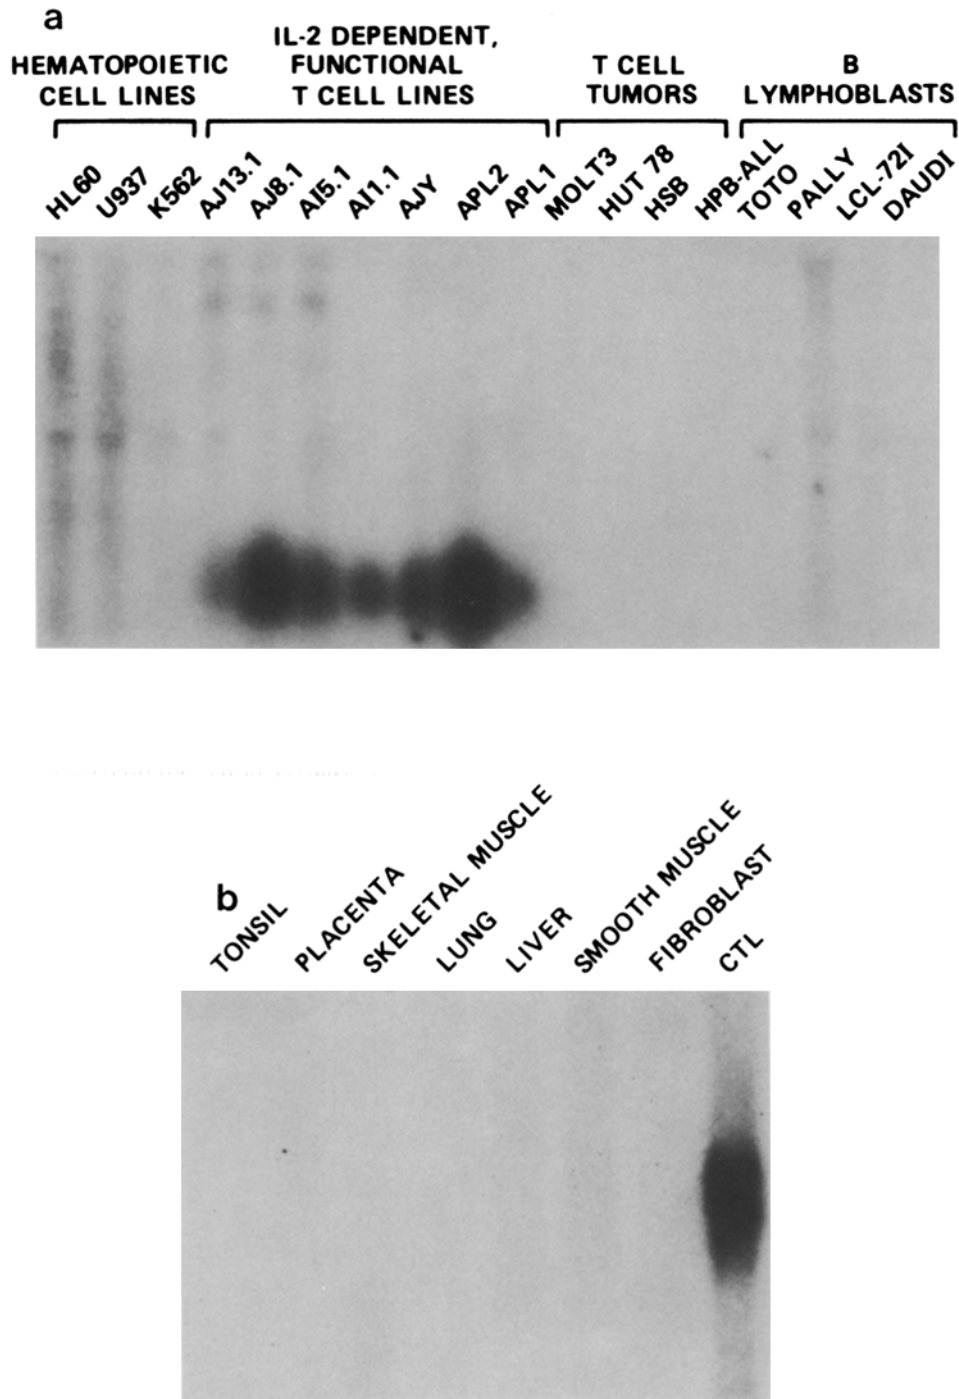 a
HEMATOPOIETIC
CELL LINES
IL-2 DEPENDENT,
FUNCTIONAL
T CELL LINES
T CELL
TUMORS
B
LYMPHOBLASTS
HL60
U937
K562
AJ13.1
AJ8.1
AI5.1
AI1.1
AJY
APL2
APL1
MOLT3
HUT 78
HSB
HPB-ALL
TOTO
PALLY
LCL-72I
DAUDI
b
TONSIL
PLACENTA
SKELETAL MUSCLE
LUNG
LIVER
SMOOTH MUSCLE
FIBROBLAST
CTL